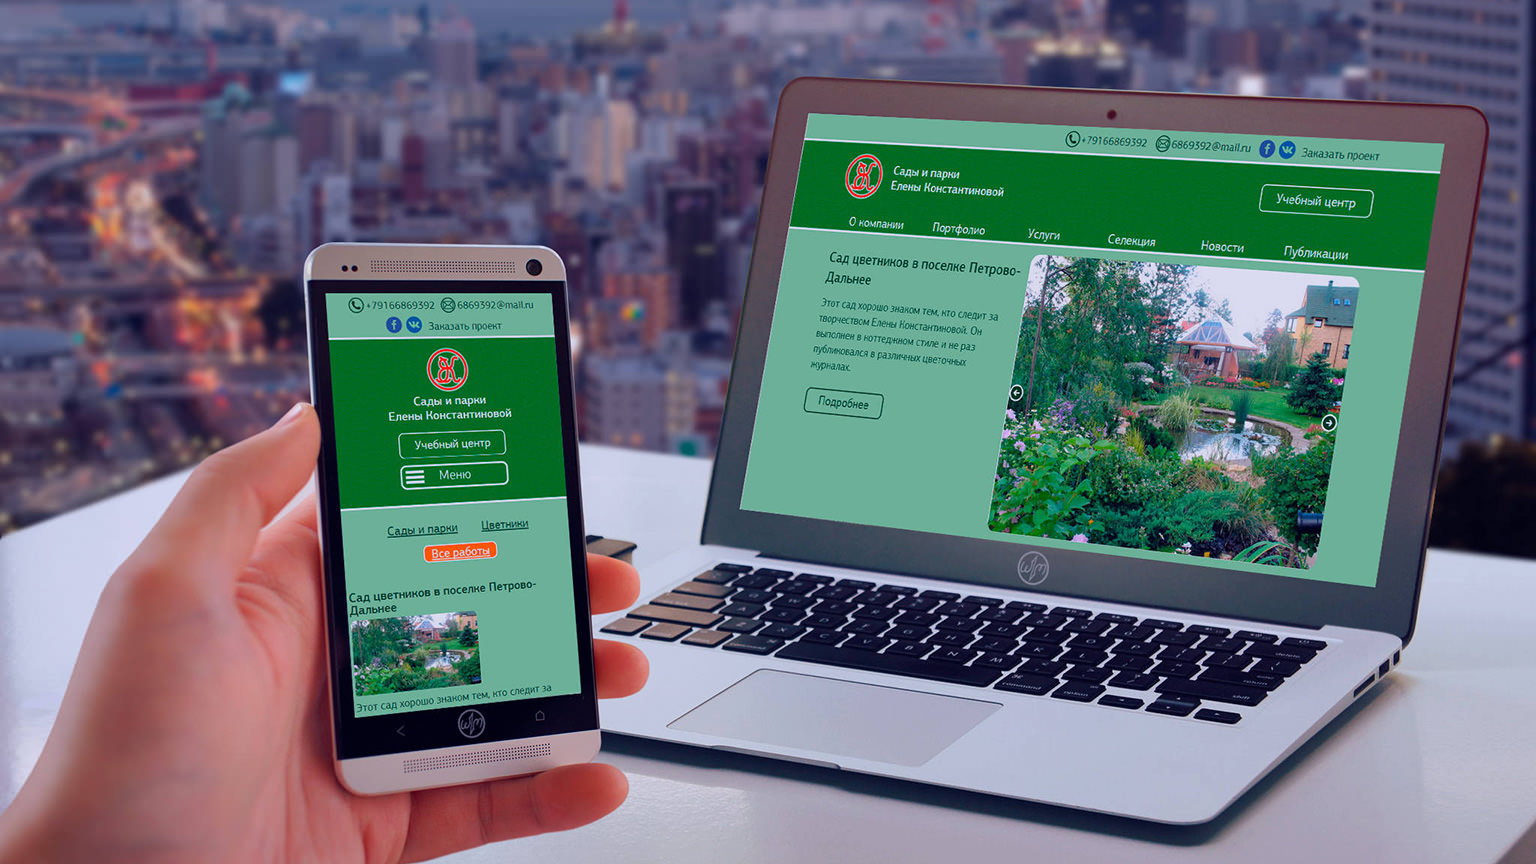 +79166869392 6869392@mail.ru Заказать проект
Сады и парки
Елены Константиновой
Учебный центр
О компании Портфолио Услуги Селекция Новости Публикации
Сад цветников в поселке Петрово-
Дальнее
Этот сад хорошо знаком тем, кто следит за
творчеством Елены Константиновой. Он
выполнен в коттеджном стиле и не раз
публиковался в различных цветочных
журналах.
Подробнее
+79166869392 6869392@mail.ru
Заказать проект
Сады и парки
Елены Константиновой
Учебный центр
Меню
Сады и парки Цветники
Все работы
Сад цветников в поселке Петрово-
Дальнее
Этот сад хорошо знаком тем, кто следит за
command option